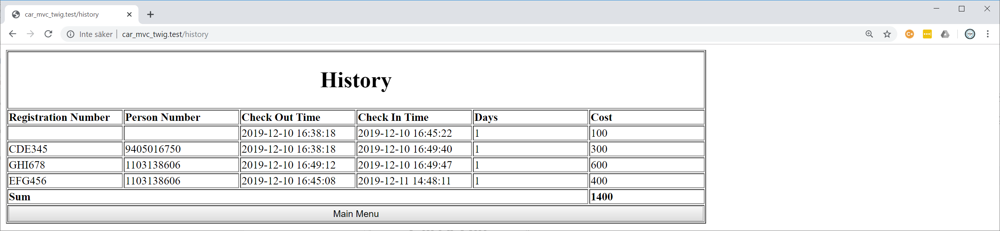 car_mvc_twig.test/history
Inte säker car_mvc_twig.test/history
History
Registration Number Person Number Check Out Time Check In Time Days Cost
2019-12-10 16:38:18 2019-12-10 16:45:22 1 100
CDE345 9405016750 2019-12-10 16:38:18 2019-12-10 16:49:40 1 300
GHI678 1103138606 2019-12-10 16:49:12 2019-12-10 16:49:47 1 600
EFG456 1103138606 2019-12-10 16:45:08 2019-12-11 14:48:11 1 400
Sum 1400
Main Menu